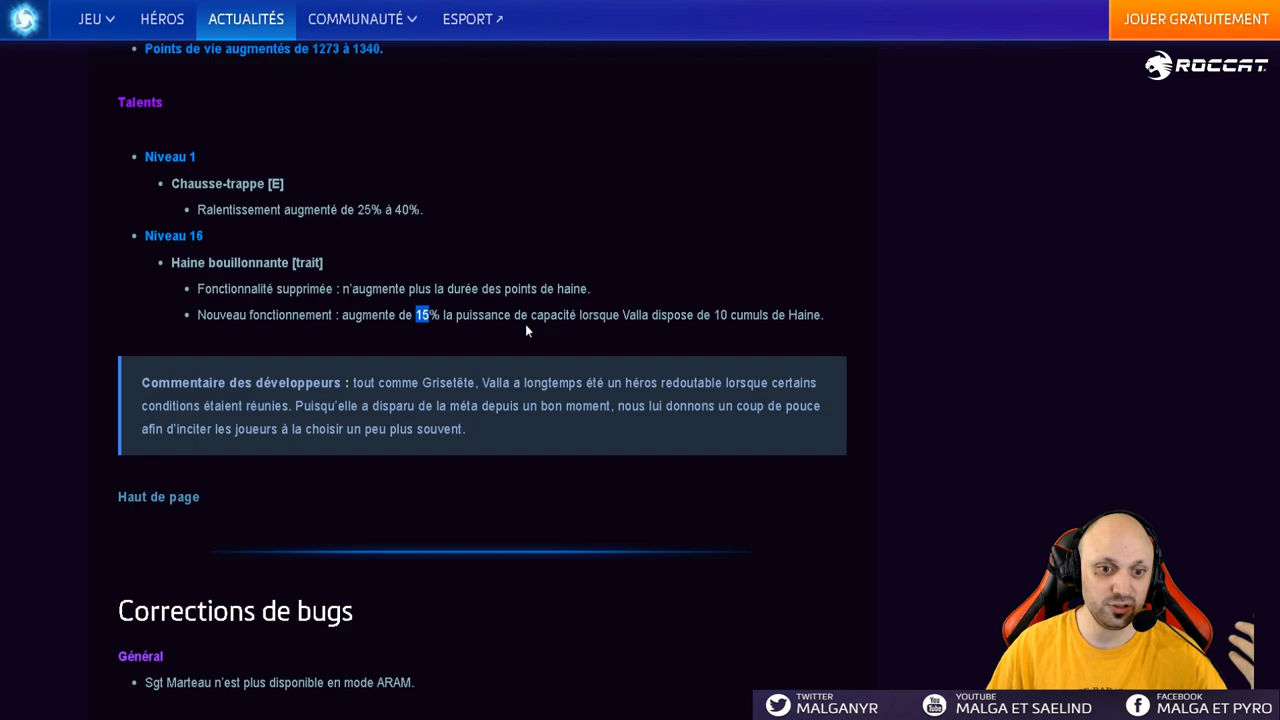 JEU HÉROS ACTUALITÉS COMMUNAUTÉ ESPORT JOUER GRATUITEMENT
Points de vie augmentés de 1273 à 1340.
ROCCAT
Talents
Niveau 1
Chausse-trappe [E]
Ralentissement augmenté de 25% à 40%.
Niveau 16
Haine bouillonnante [trait]
Fonctionnalité supprimée : n'augmente plus la durée des points de haine.
Nouveau fonctionnement : augmente de 15% la puissance de capacité lorsque Valla dispose de 10 cumuls de Haine.
Commentaire des développeurs : tout comme Grisetête, Valla a longtemps été un héros redoutable lorsque certains
conditions étaient réunies. Puisqu'elle a disparu de la méta depuis un bon moment, nous lui donnons un coup de pouce
afin d'inciter les joueurs à la choisir un peu plus souvent.
Haut de page
Corrections de bugs
Général
Sgt Marteau n'est plus disponible en mode ARAM.
TWITTER
MALGANYR
YOUTUBE
MALGA ET SAELIND
FACEBOOK
MALGA ET PYRO